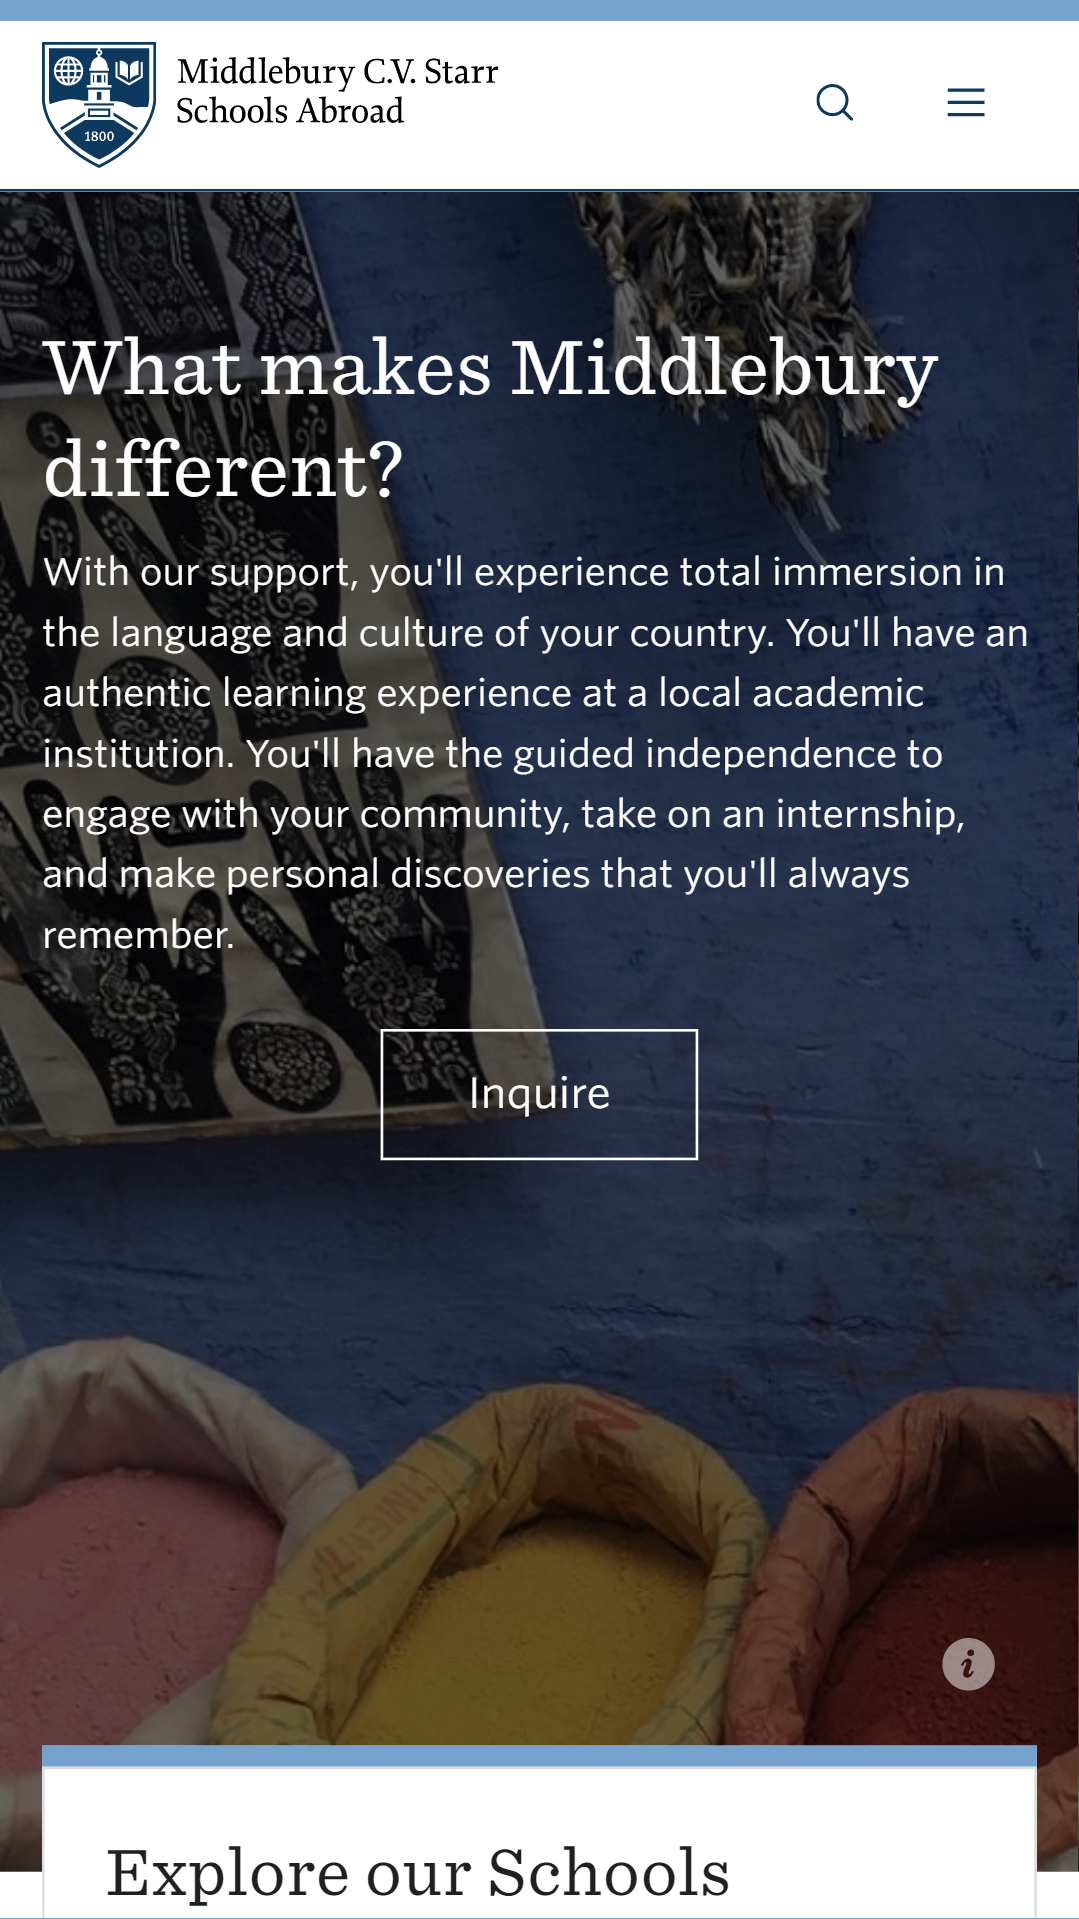 Middlebury C.V. Starr
Schools Abroad
1800
What makes Middlebury
different?
With our support, you'll experience total immersion in
the language and culture of your country. You'll have an
authentic learning experience at a local academic
institution. You'll have the guided independence to
engage with your community, take on an internship,
and make personal discoveries that you'll always
remember.
Inquire
i
Explore our Schools